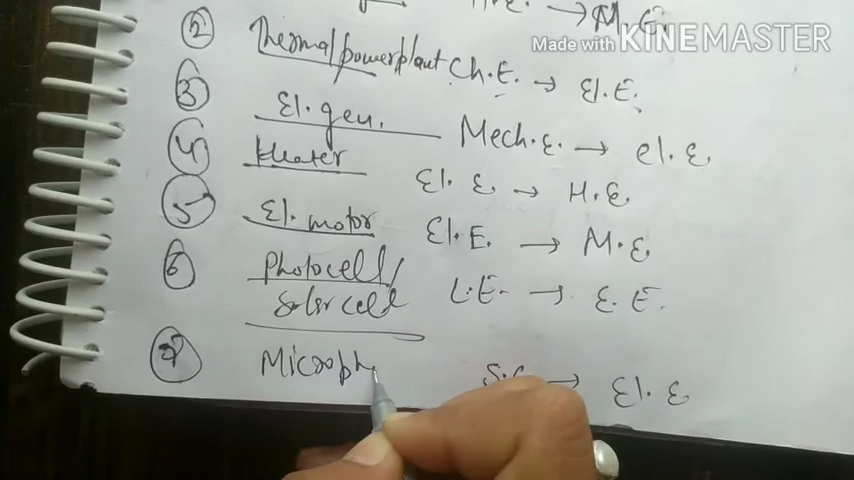 → M.E.
Made with KINEMASTER
② Thermal powerplant Ch.E. → El.E.
③ El.gen. Mech.E. → el.E.
④ Heater El. E → H.E.
⑤ El.motor El.E. → M.E.
⑥ Photocell/
Solar cell L.E. → E.E.
Microph → El.E